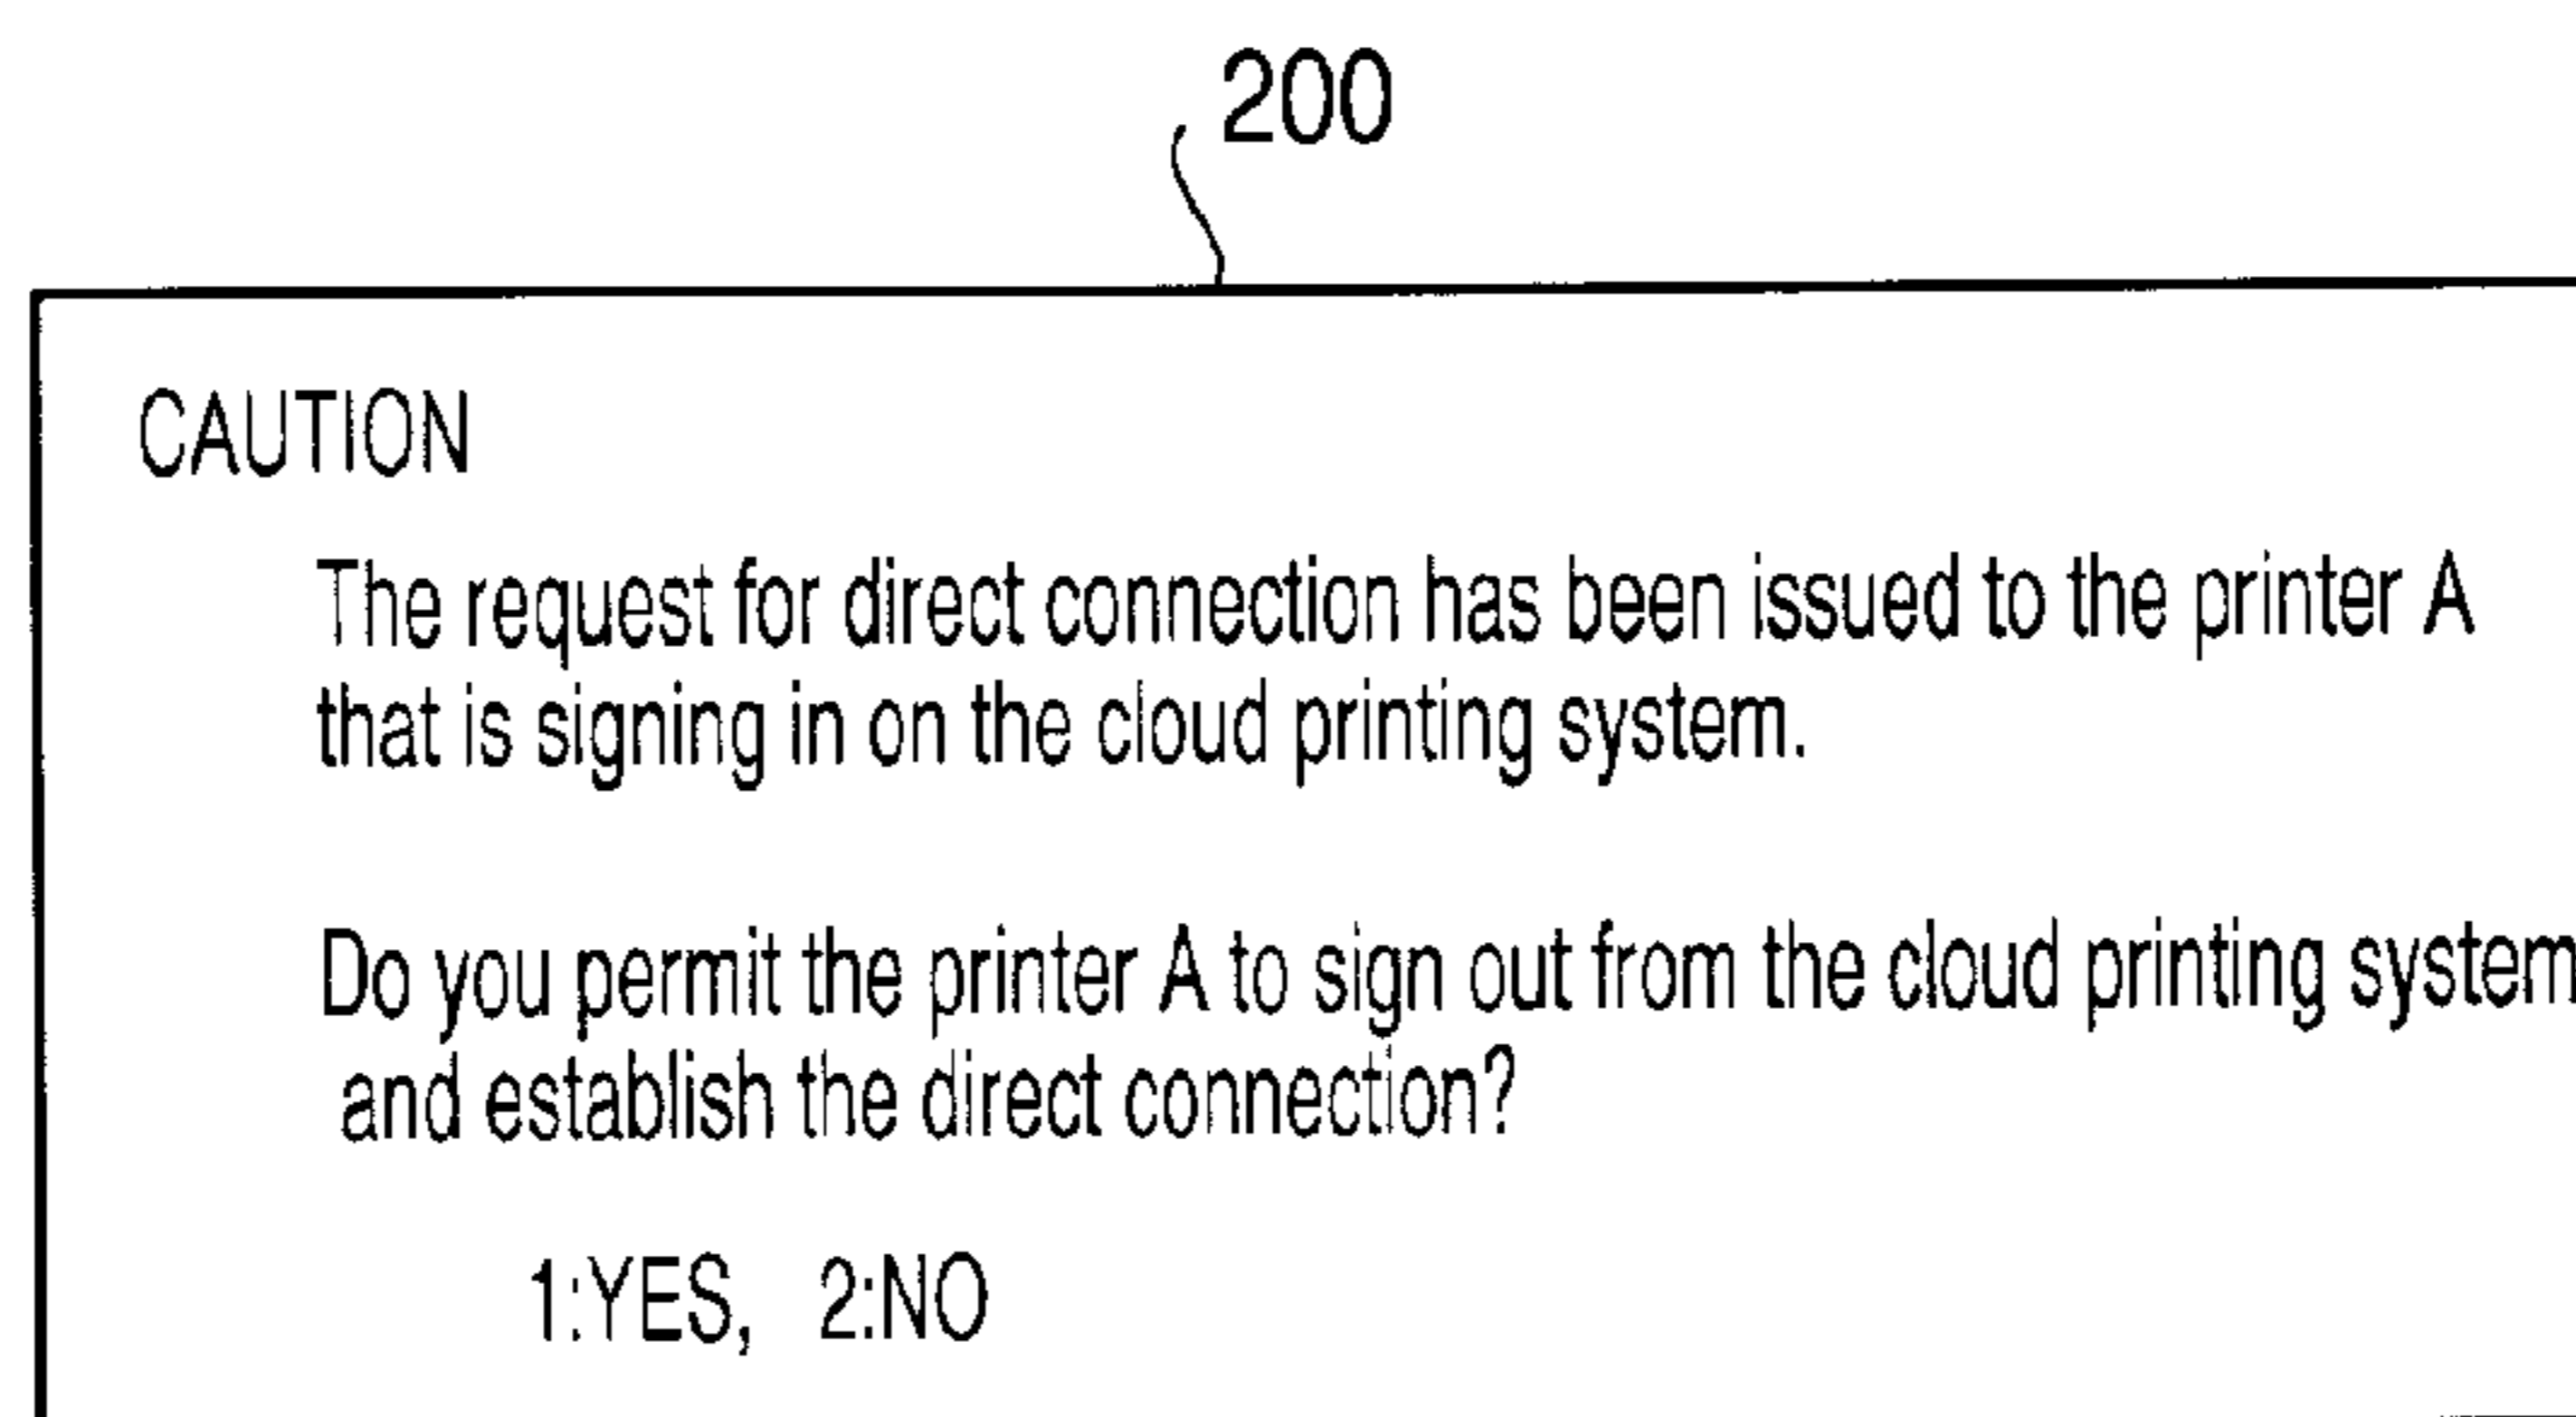 200
CAUTION
The request for direct connection has been issued to the printer A
that is signing in on the cloud printing system.
Do you permit the printer A to sign out from the cloud printing system
and establish the direct connection?
1:YES, 2:NO